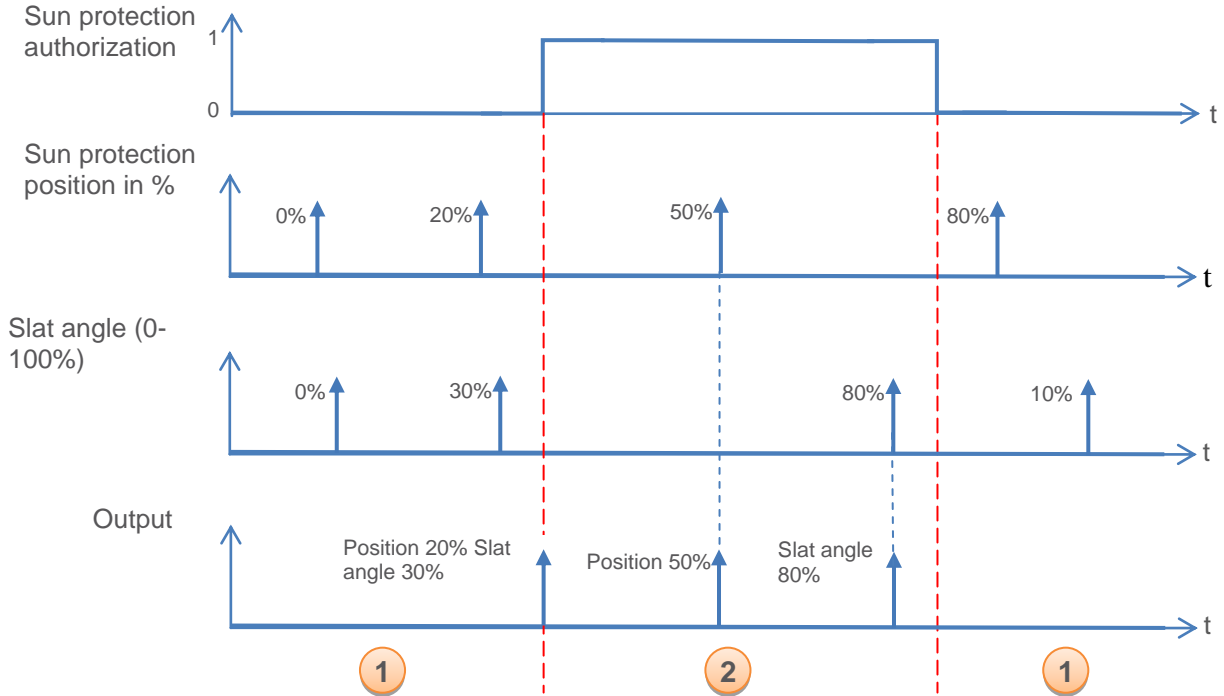 Sun protection
authorization
1
0
t
Sun protection
position in %
0%
20%
50%
80%
t
Slat angle (0-
100%)
0%
30%
80%
10%
t
Output
Position 20% Slat
angle 30%
Position 50%
Slat angle
80%
t
1
2
1